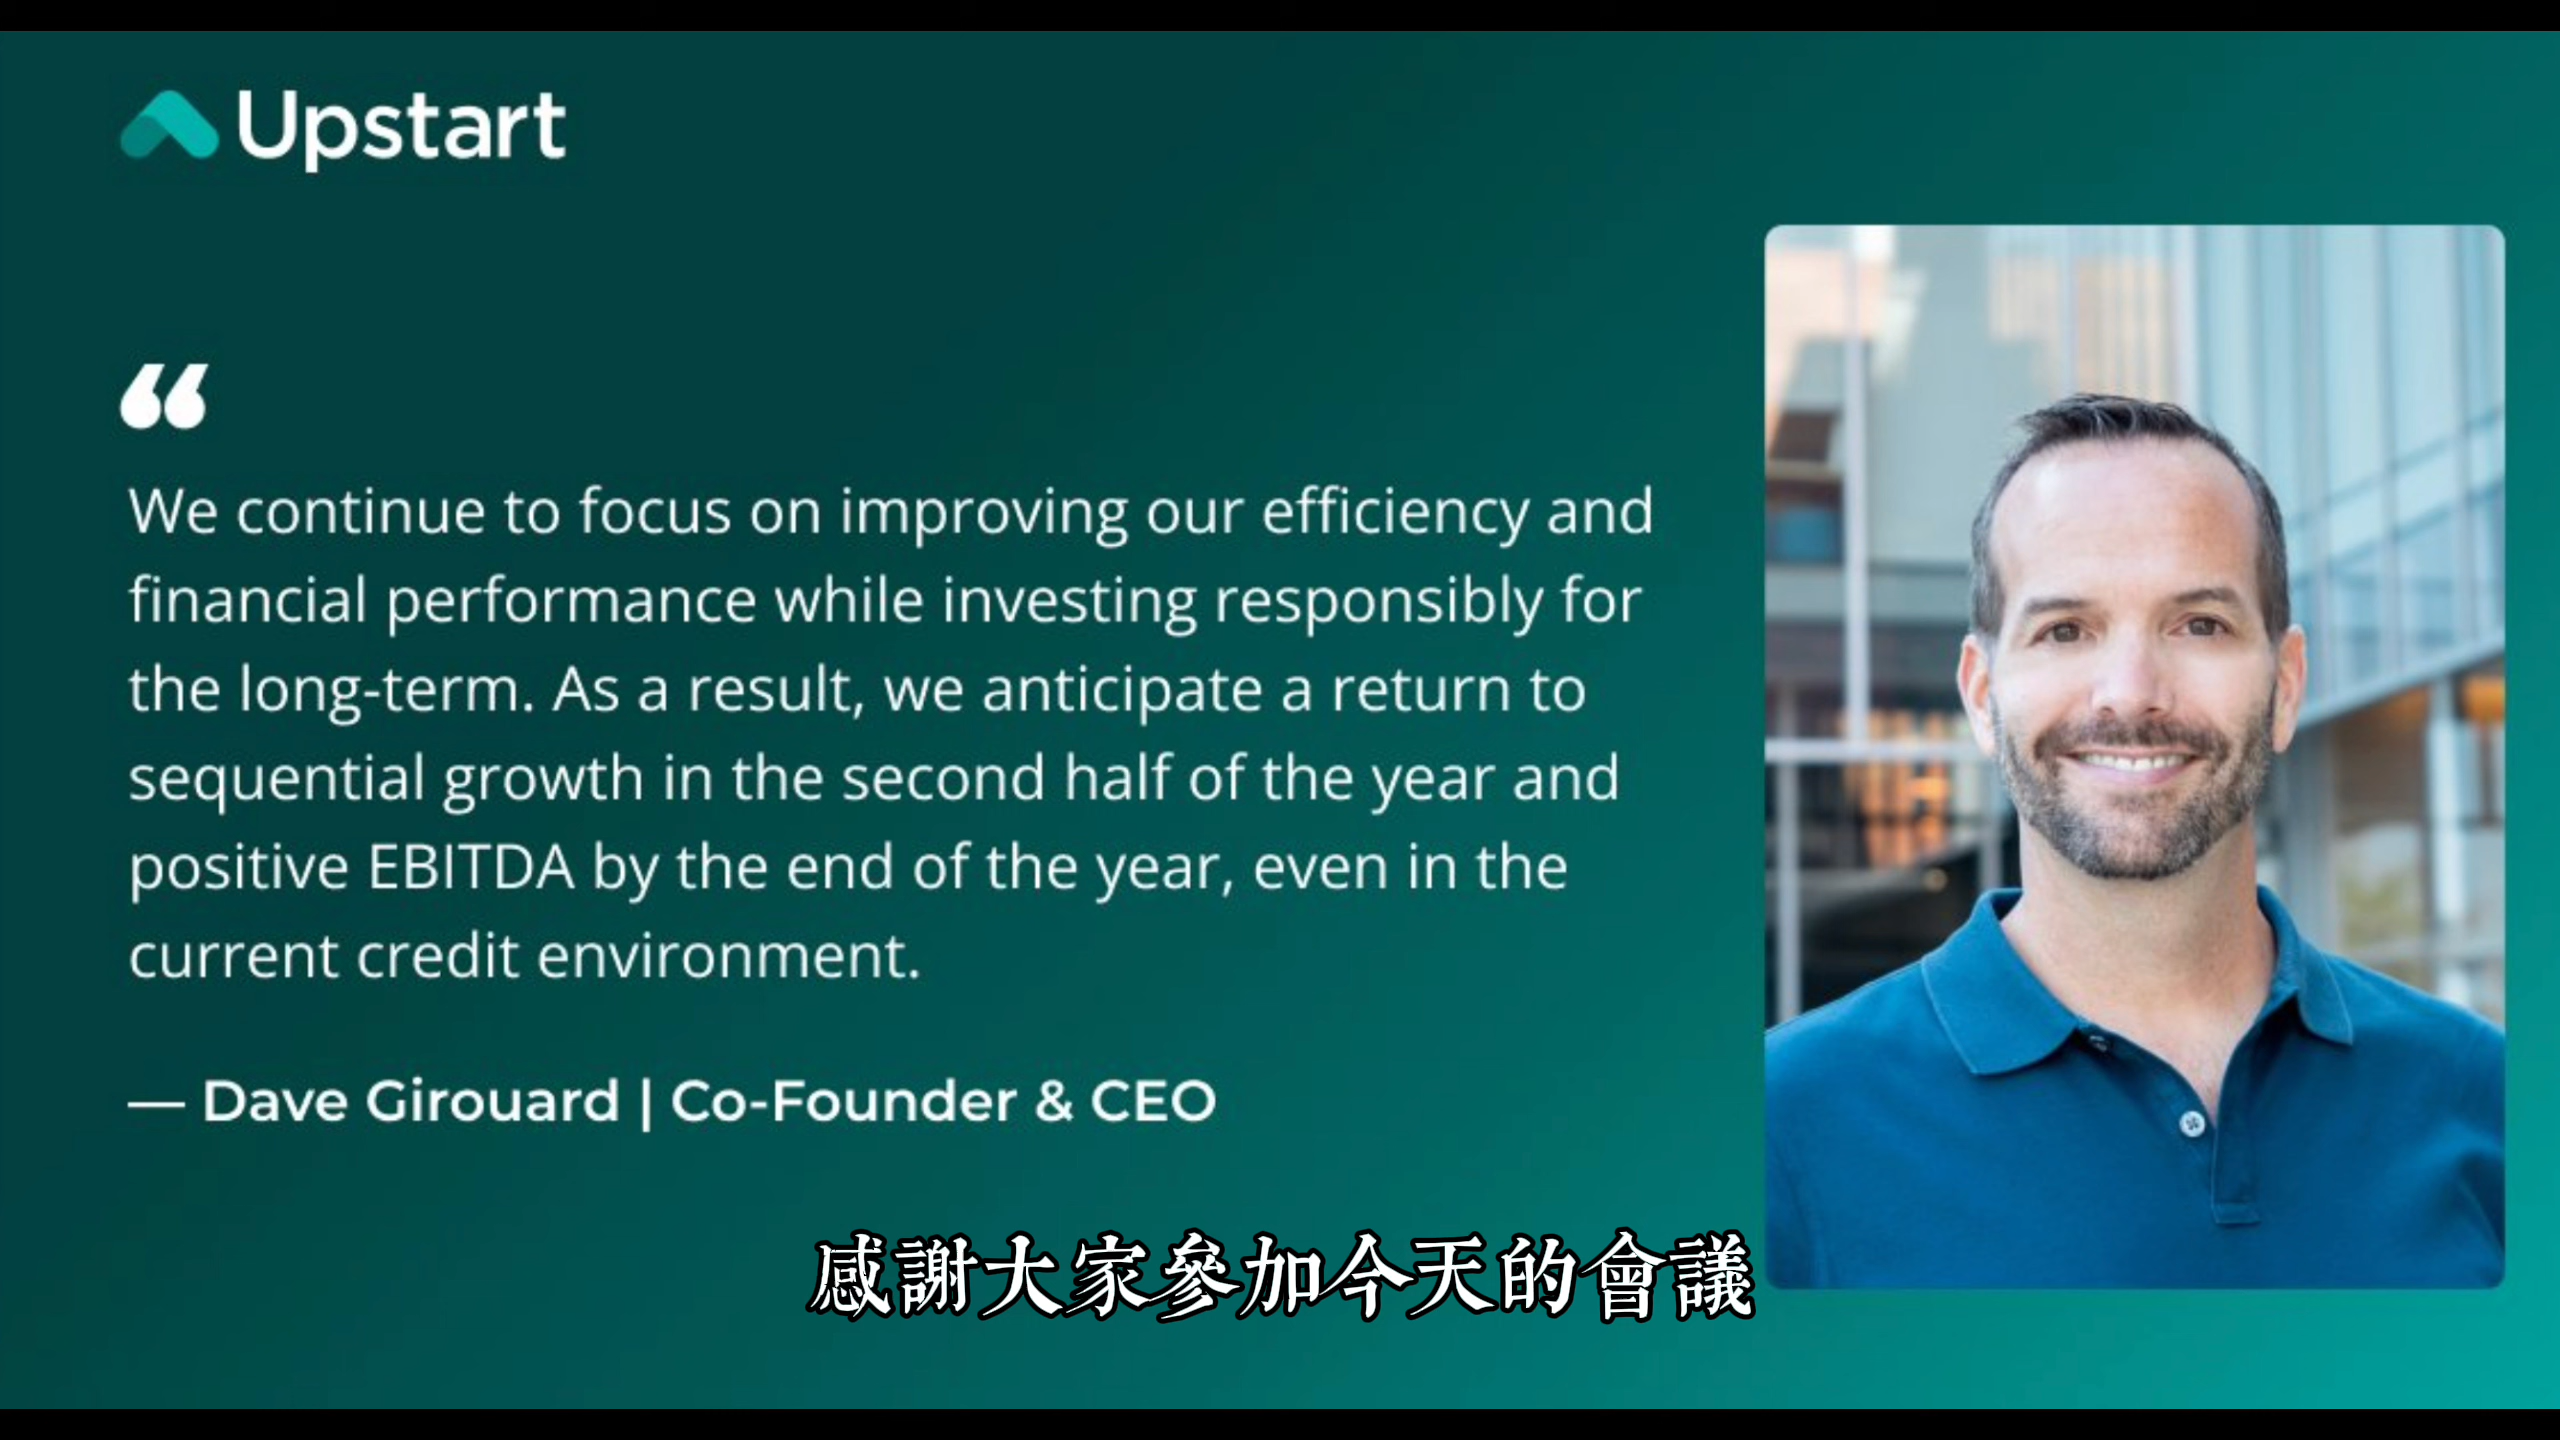 Upstart
“
We continue to focus on improving our efficiency and
financial performance while investing responsibly for
the long-term. As a result, we anticipate a return to
sequential growth in the second half of the year and
positive EBITDA by the end of the year, even in the
current credit environment.
— Dave Girouard | Co-Founder & CEO
感謝大家參加今天的會議